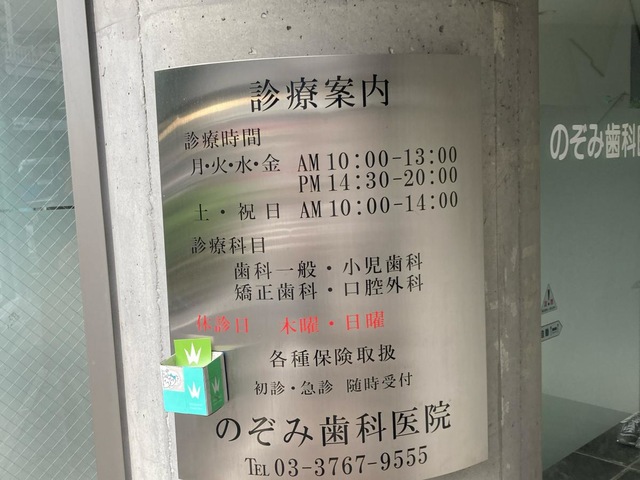 診療案内
診療時間
月・火・水・金 AM 10:00-13:00
PM 14:30-20:00
土・祝日 AM 10:00-14:00
診療科目
歯科一般・小児歯科
矯正歯科・口腔外科
休診日 木曜・日曜
各種保険取扱
初診・急診 随時受付
のぞみ歯科医院
TEL 03-3767-9555
のぞみ歯科